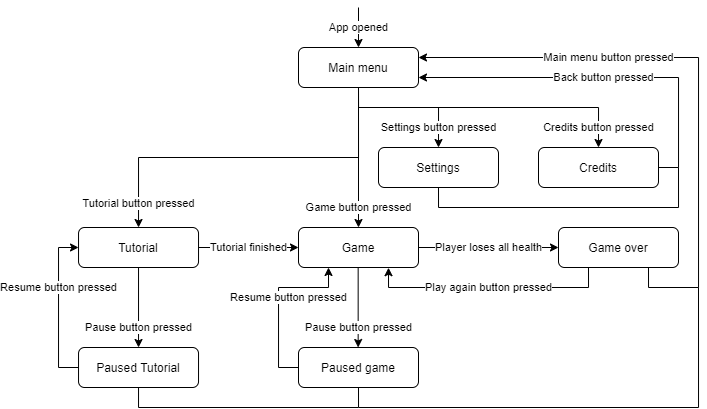 App opened
Main menu
Main menu button pressed
Back button pressed
Settings button pressed
Credits button pressed
Settings
Credits
Tutorial button pressed
Game button pressed
Tutorial
Tutorial finished
Game
Player loses all health
Game over
Resume button pressed
Resume button pressed
Play again button pressed
Pause button pressed
Pause button pressed
Paused Tutorial
Paused game